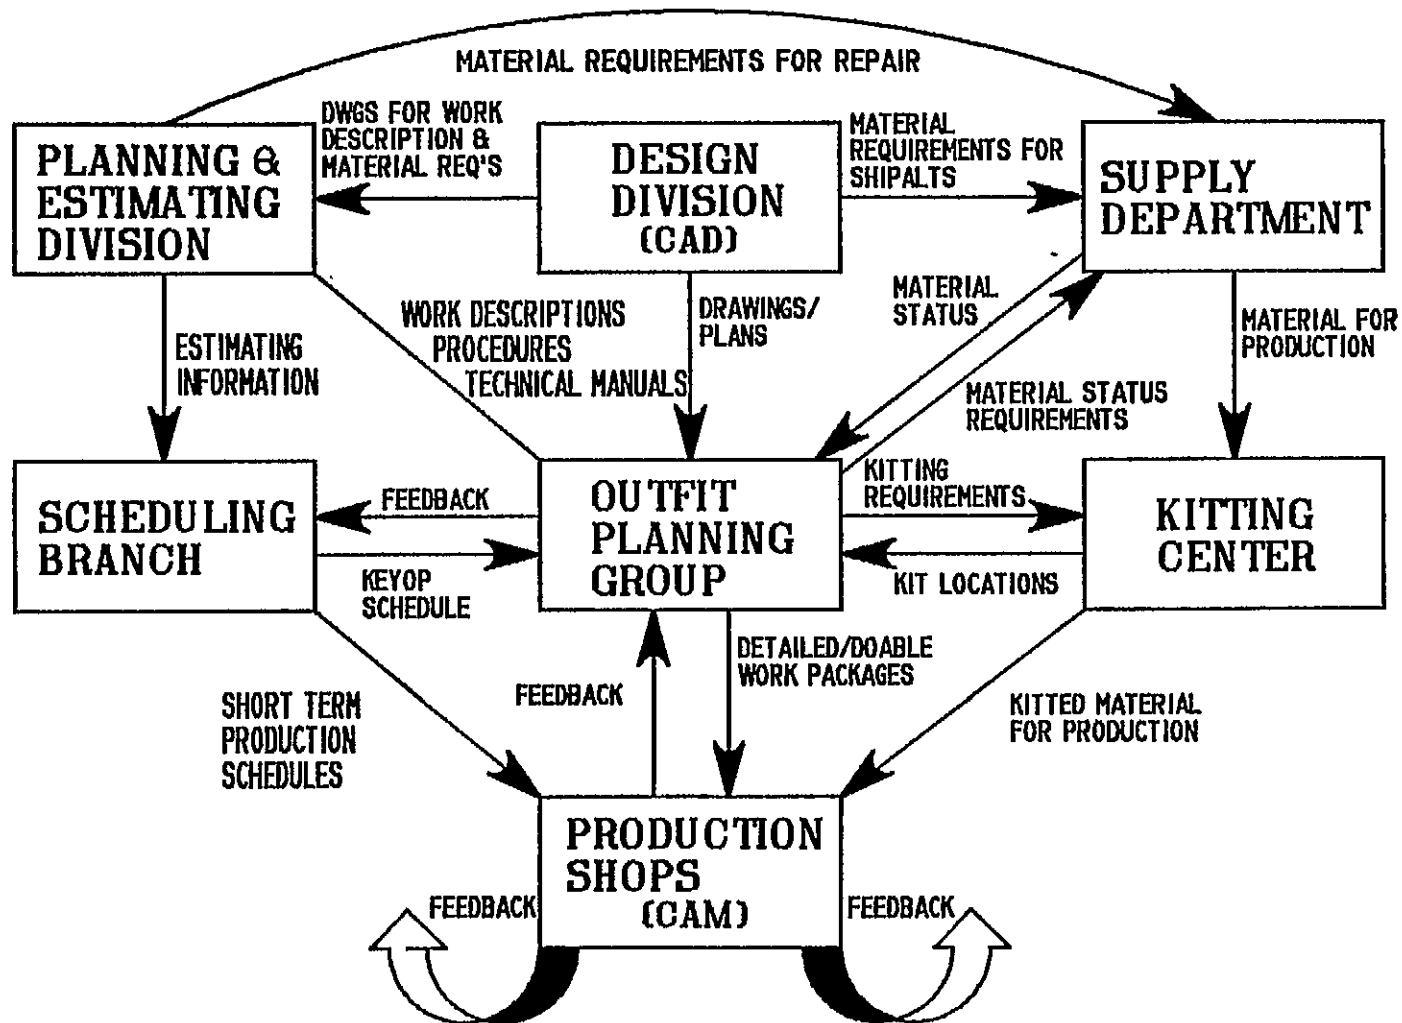 MATERIAL REQUIREMENTS FOR REPAIR
DWGS FOR WORK
DESCRIPTION &
MATERIAL REQ'S
MATERIAL
REQUIREMENTS FOR
SHIPALTS
PLANNING &
ESTIMATING
DIVISION
DESIGN
DIVISION
(CAD)
SUPPLY
DEPARTMENT
ESTIMATING
INFORMATION
WORK DESCRIPTIONS
PROCEDURES
TECHNICAL MANUALS
DRAWINGS/
PLANS
MATERIAL
STATUS
MATERIAL STATUS
REQUIREMENTS
MATERIAL FOR
PRODUCTION
SCHEDULING
BRANCH
FEEDBACK
KEYOP
SCHEDULE
OUTFIT
PLANNING
GROUP
KITTING
REQUIREMENTS
KIT LOCATIONS
KITTING
CENTER
SHORT TERM
PRODUCTION
SCHEDULES
FEEDBACK
DETAILED/DOABLE
WORK PACKAGES
KITTED MATERIAL
FOR PRODUCTION
PRODUCTION
SHOPS
(CAM)
FEEDBACK
FEEDBACK